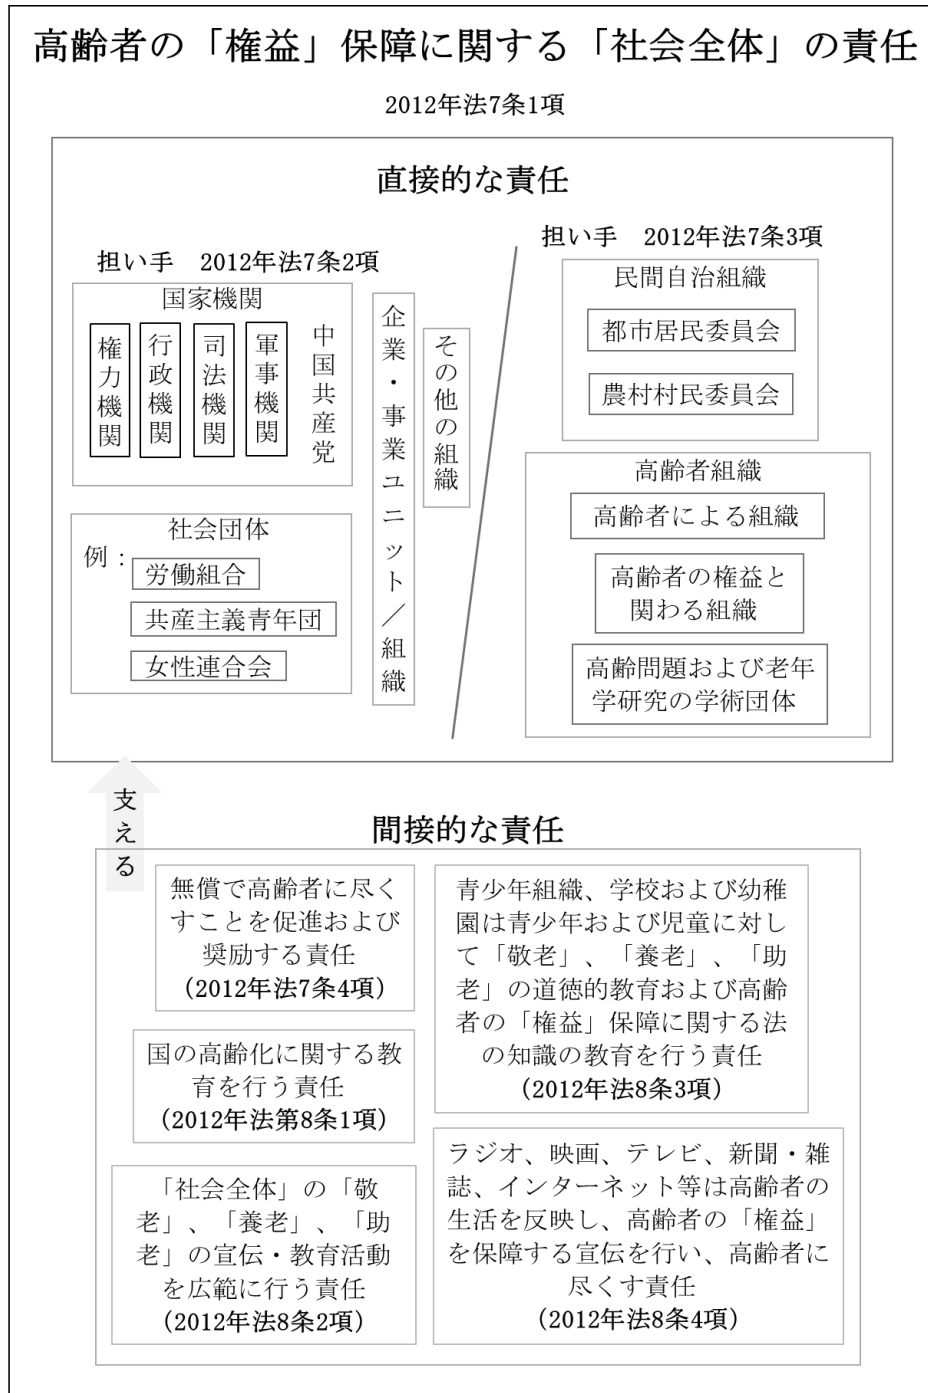 高齢者の「権益」保障に関する「社会全体」の責任
2012年法7条1項
直接的な責任
担い手　2012年法7条2項
国家機関
権力機関
行政機関
司法機関
軍事機関
中国共産党
社会団体
例：
労働組合
共産主義青年団
女性連合会
企業・事業ユニット／組織
その他の組織
担い手　2012年法7条3項
民間自治組織
都市居民委員会
農村村民委員会
高齢者組織
高齢者による組織
高齢者の権益と
関わる組織
高齢問題および老年
学研究の学術団体
支える
間接的な責任
無償で高齢者に尽く
すことを促進および
奨励する責任
（2012年法7条4項）
国の高齢化に関する教
育を行う責任
（2012年法第8条1項）
「社会全体」の「敬
老」、「養老」、「助
老」の宣伝・教育活動
を広範に行う責任
（2012年法8条2項）
青少年組織、学校および幼稚
園は青少年および児童に対し
て「敬老」、「養老」、「助
老」の道徳的教育および高齢
者の「権益」保障に関する法
の知識の教育を行う責任
（2012年法8条3項）
ラジオ、映画、テレビ、新聞・雑
誌、インターネット等は高齢者の
生活を反映し、高齢者の「権益」
を保障する宣伝を行い、高齢者に
尽くす責任
（2012年法8条4項）